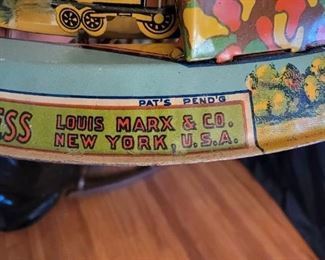 PAT'S PEND'G
ESS LOUIS MARX & CO.
NEW YORK, U.S.A.